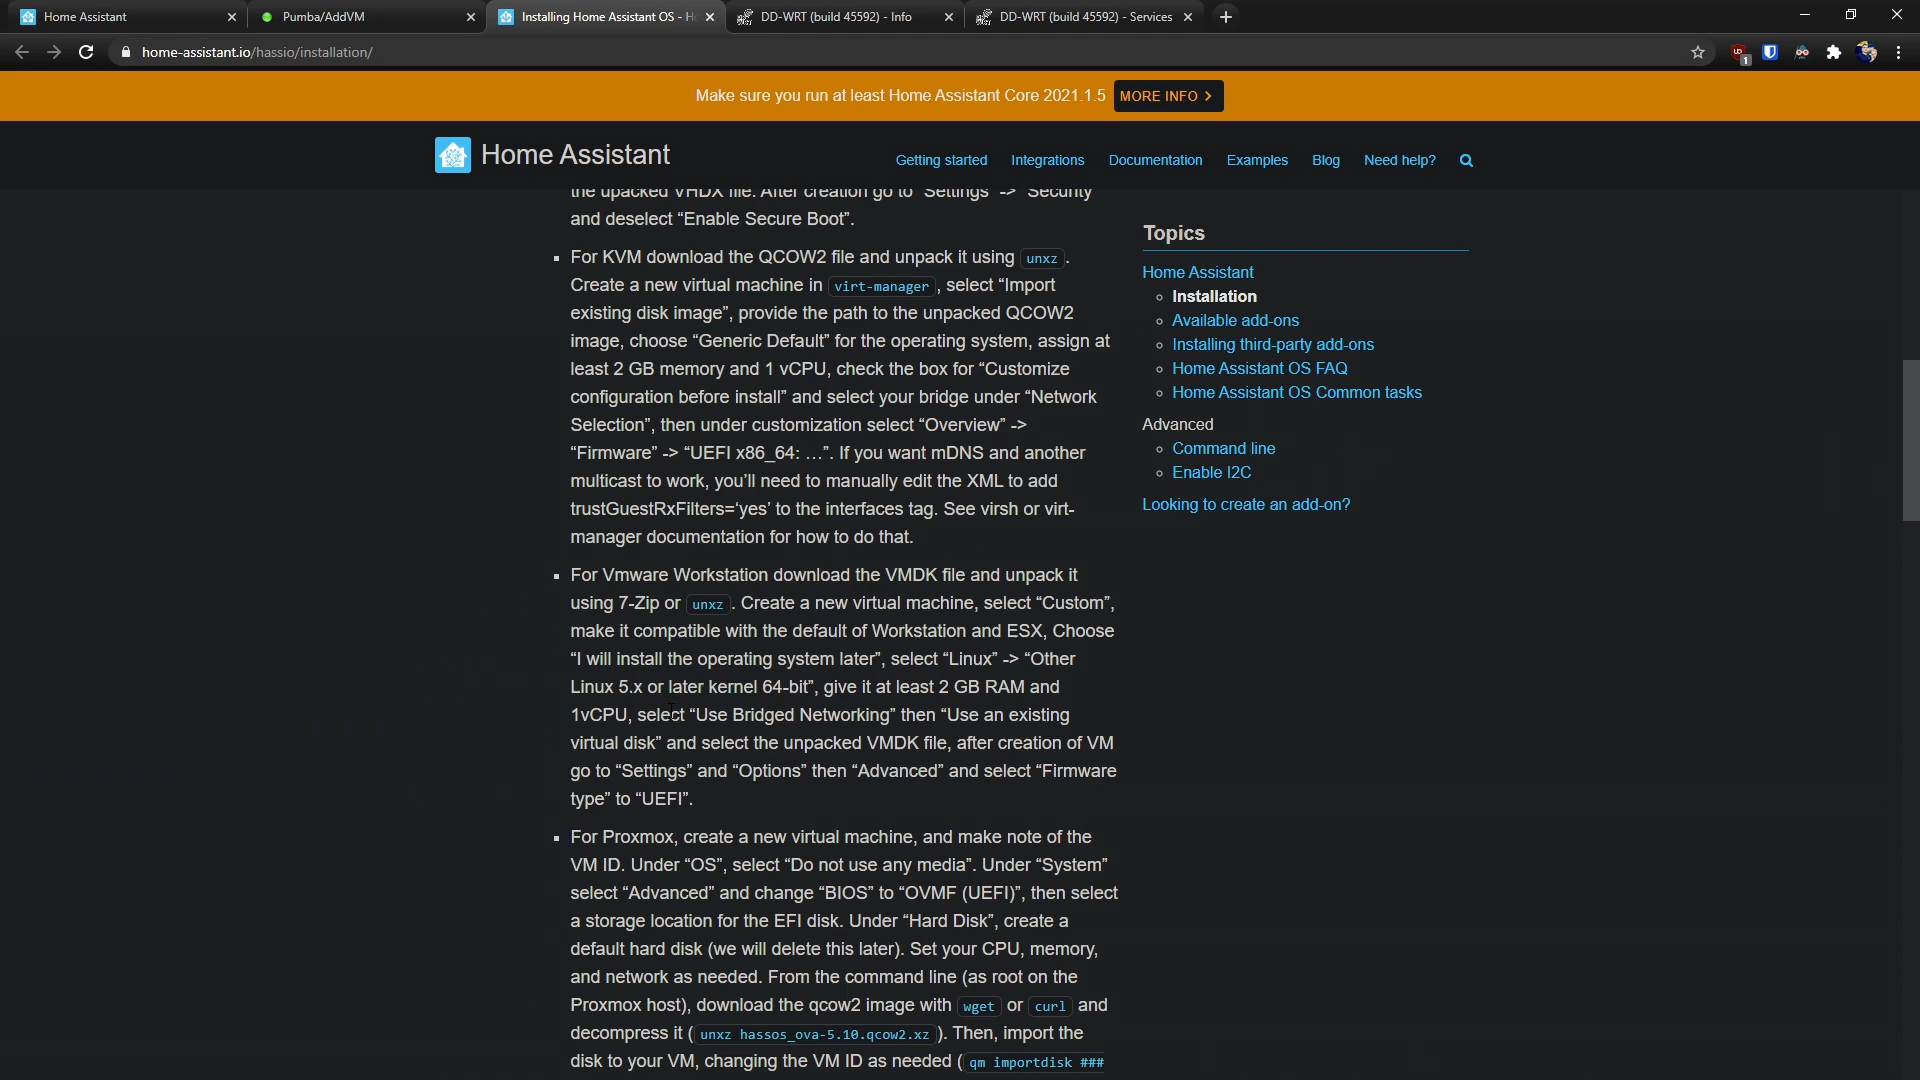 Home Assistant
Pumba/AddVM
Installing Home Assistant OS - H
DD-WRT (build 45592) - Info
DD-WRT (build 45592) - Services
home-assistant.io/hassio/installation/
1
Make sure you run at least Home Assistant Core 2021.1.5 MORE INFO >
Home Assistant
Getting started Integrations Documentation Examples Blog Need help?
the upacked VHDX file. After creation go to “Settings” -> “Security”
and deselect “Enable Secure Boot”.
For KVM download the QCOW2 file and unpack it using unxz.
Create a new virtual machine in virt-manager, select “Import
existing disk image”, provide the path to the unpacked QCOW2
image, choose “Generic Default” for the operating system, assign at
least 2 GB memory and 1 vCPU, check the box for “Customize
configuration before install” and select your bridge under “Network
Selection”, then under customization select “Overview” ->
“Firmware” -> “UEFI x86_64: …”. If you want mDNS and another
multicast to work, you’ll need to manually edit the XML to add
trustGuestRxFilters=‘yes’ to the interfaces tag. See virsh or virt-
manager documentation for how to do that.
For Vmware Workstation download the VMDK file and unpack it
using 7-Zip or unxz. Create a new virtual machine, select “Custom”,
make it compatible with the default of Workstation and ESX, Choose
“I will install the operating system later”, select “Linux” -> “Other
Linux 5.x or later kernel 64-bit”, give it at least 2 GB RAM and
1vCPU, select “Use Bridged Networking” then “Use an existing
virtual disk” and select the unpacked VMDK file, after creation of VM
go to “Settings” and “Options” then “Advanced” and select “Firmware
type” to “UEFI”.
For Proxmox, create a new virtual machine, and make note of the
VM ID. Under “OS”, select “Do not use any media”. Under “System”
select “Advanced” and change “BIOS” to “OVMF (UEFI)”, then select
a storage location for the EFI disk. Under “Hard Disk”, create a
default hard disk (we will delete this later). Set your CPU, memory,
and network as needed. From the command line (as root on the
Proxmox host), download the qcow2 image with wget or curl and
decompress it (unxz hassos_ova-5.10.qcow2.xz). Then, import the
disk to your VM, changing the VM ID as needed (qm importdisk ###
Topics
Home Assistant
Installation
Available add-ons
Installing third-party add-ons
Home Assistant OS FAQ
Home Assistant OS Common tasks
Advanced
Command line
Enable I2C
Looking to create an add-on?